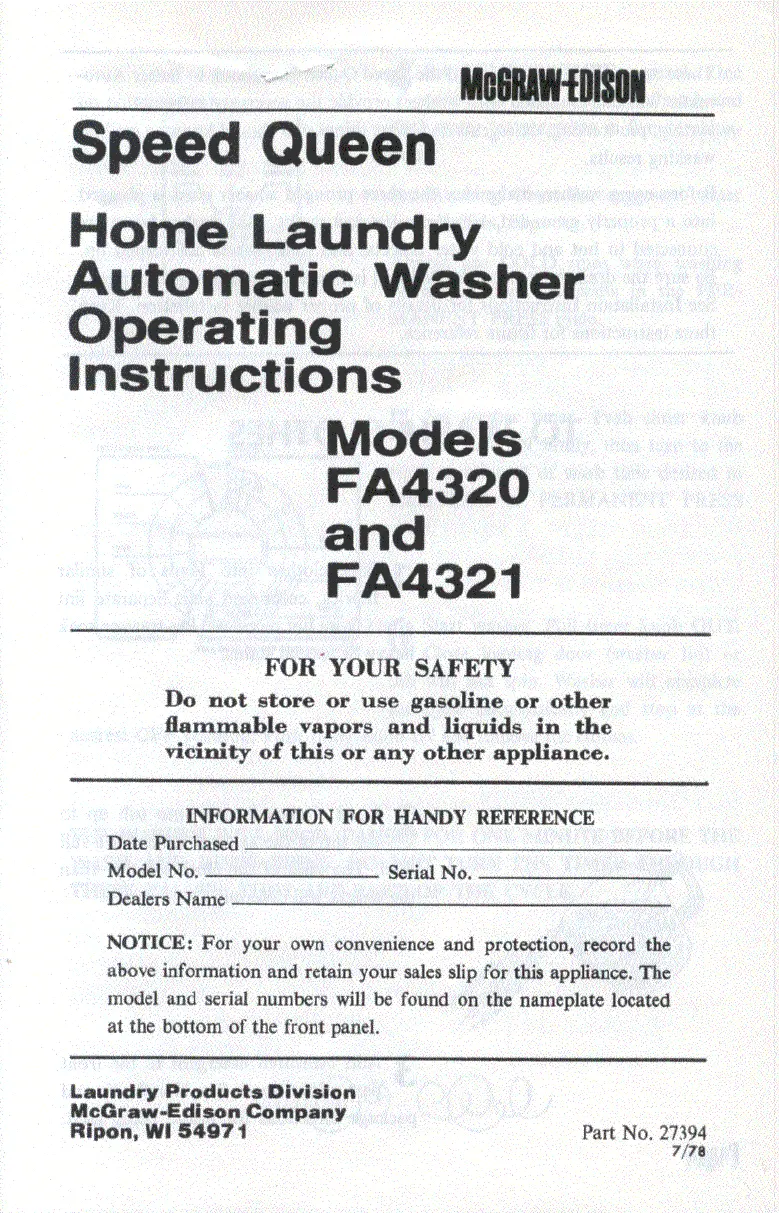 McGRAW-EDISON
Speed Queen
Home Laundry
Automatic Washer
Operating
Instructions
Models
FA4320
and
FA4321
FOR YOUR SAFETY
Do not store or use gasoline or other
flammable vapors and liquids in the
vicinity of this or any other appliance.
INFORMATION FOR HANDY REFERENCE
Date Purchased
Model No. Serial No.
Dealers Name
NOTICE: For your own convenience and protection, record the
above information and retain your sales slip for this appliance. The
model and serial numbers will be found on the nameplate located
at the bottom of the front panel.
Laundry Products Division
McGraw-Edison Company
Ripon, WI 54971
Part No. 27394
7/78